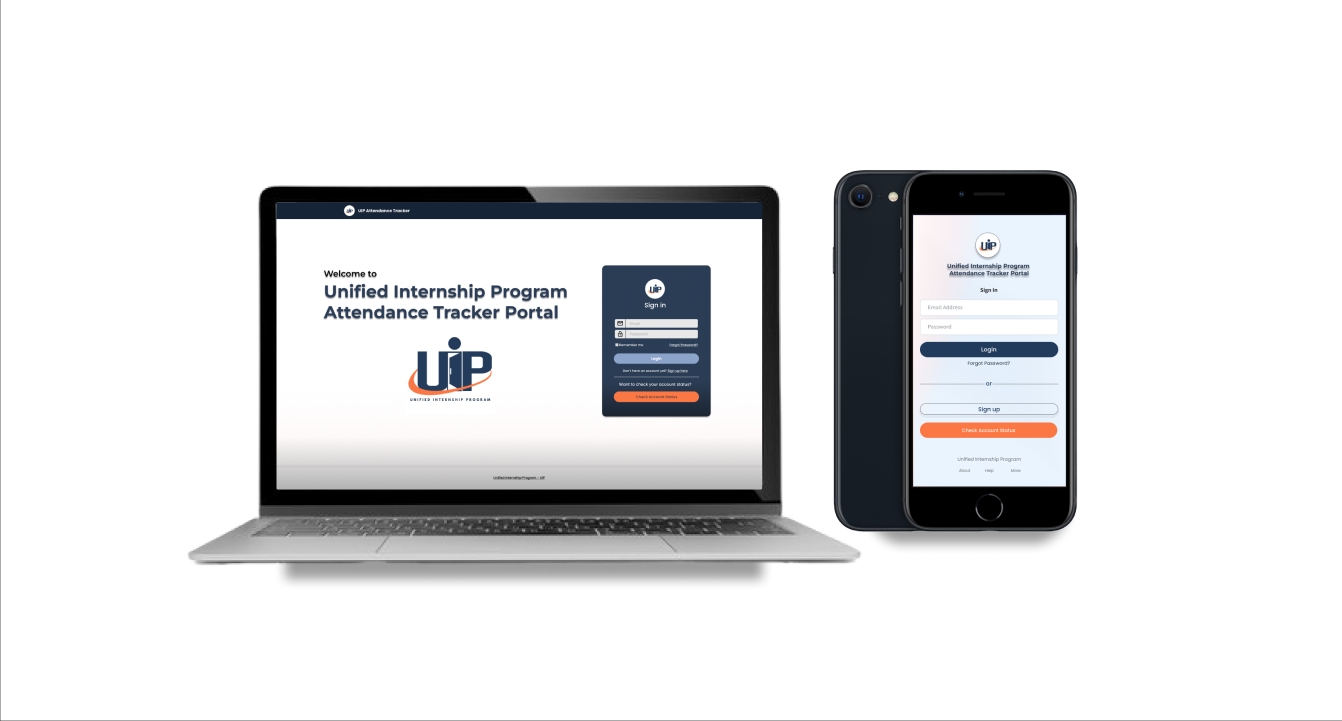 UIP UIP Attendance Tracker
Welcome to
Unified Internship Program
Attendance Tracker Portal
UIP
UNIFIED INTERNSHIP PROGRAM
UIP
Sign in
Email
Password
Remember me Forgot Password?
Login
Don't have an account yet? Sign up here
Want to check your account status?
Check Account Status
Unified Internship Program - UIP
UIP
Unified Internship Program
Attendance Tracker Portal
Sign In
Email Address
Password
Login
Forgot Password?
or
Sign up
Check Account Status
Unified Internship Program
About Help More